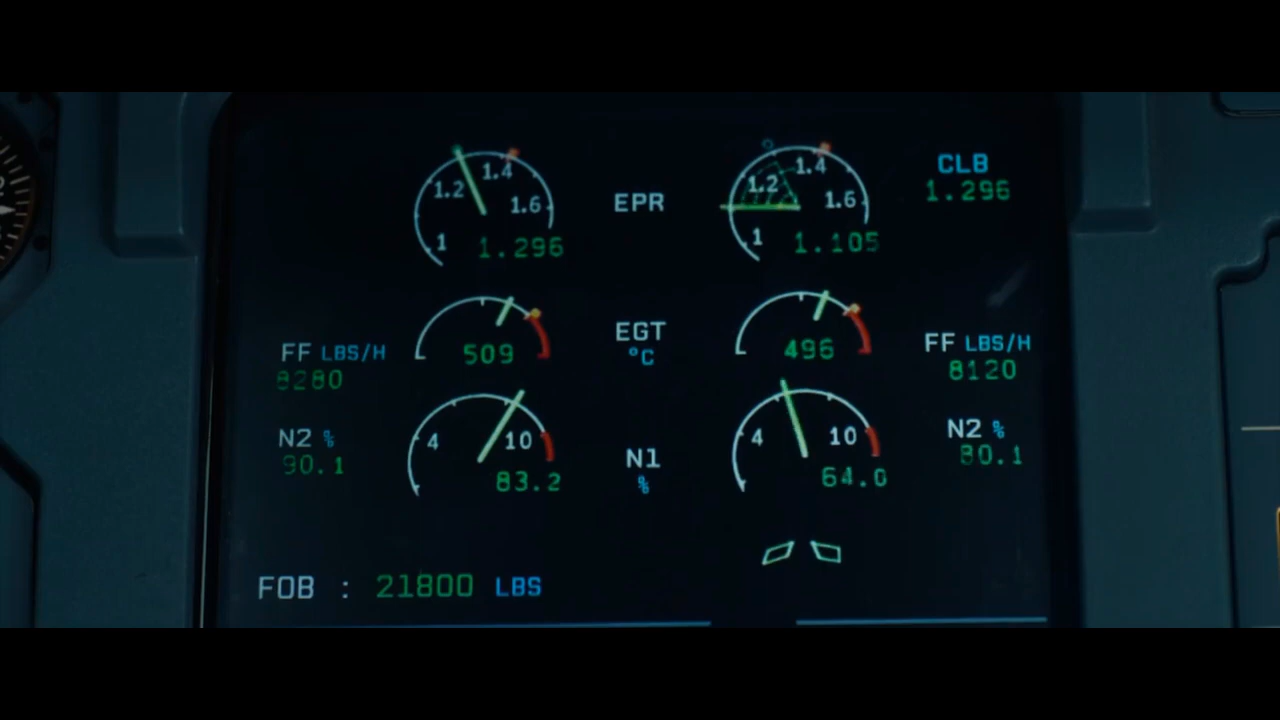 1.2 1.4 1.6 1 1.296
EPR
1.2 1.4 1.6 1 1.105
CLB
1.296
FF LBS/H
8280
509
EGT
°C
496
FF LBS/H
8120
N2 %
90.1
4 10 83.2
N1
%
4 10 64.0
N2 %
80.1
FOB : 21800 LBS